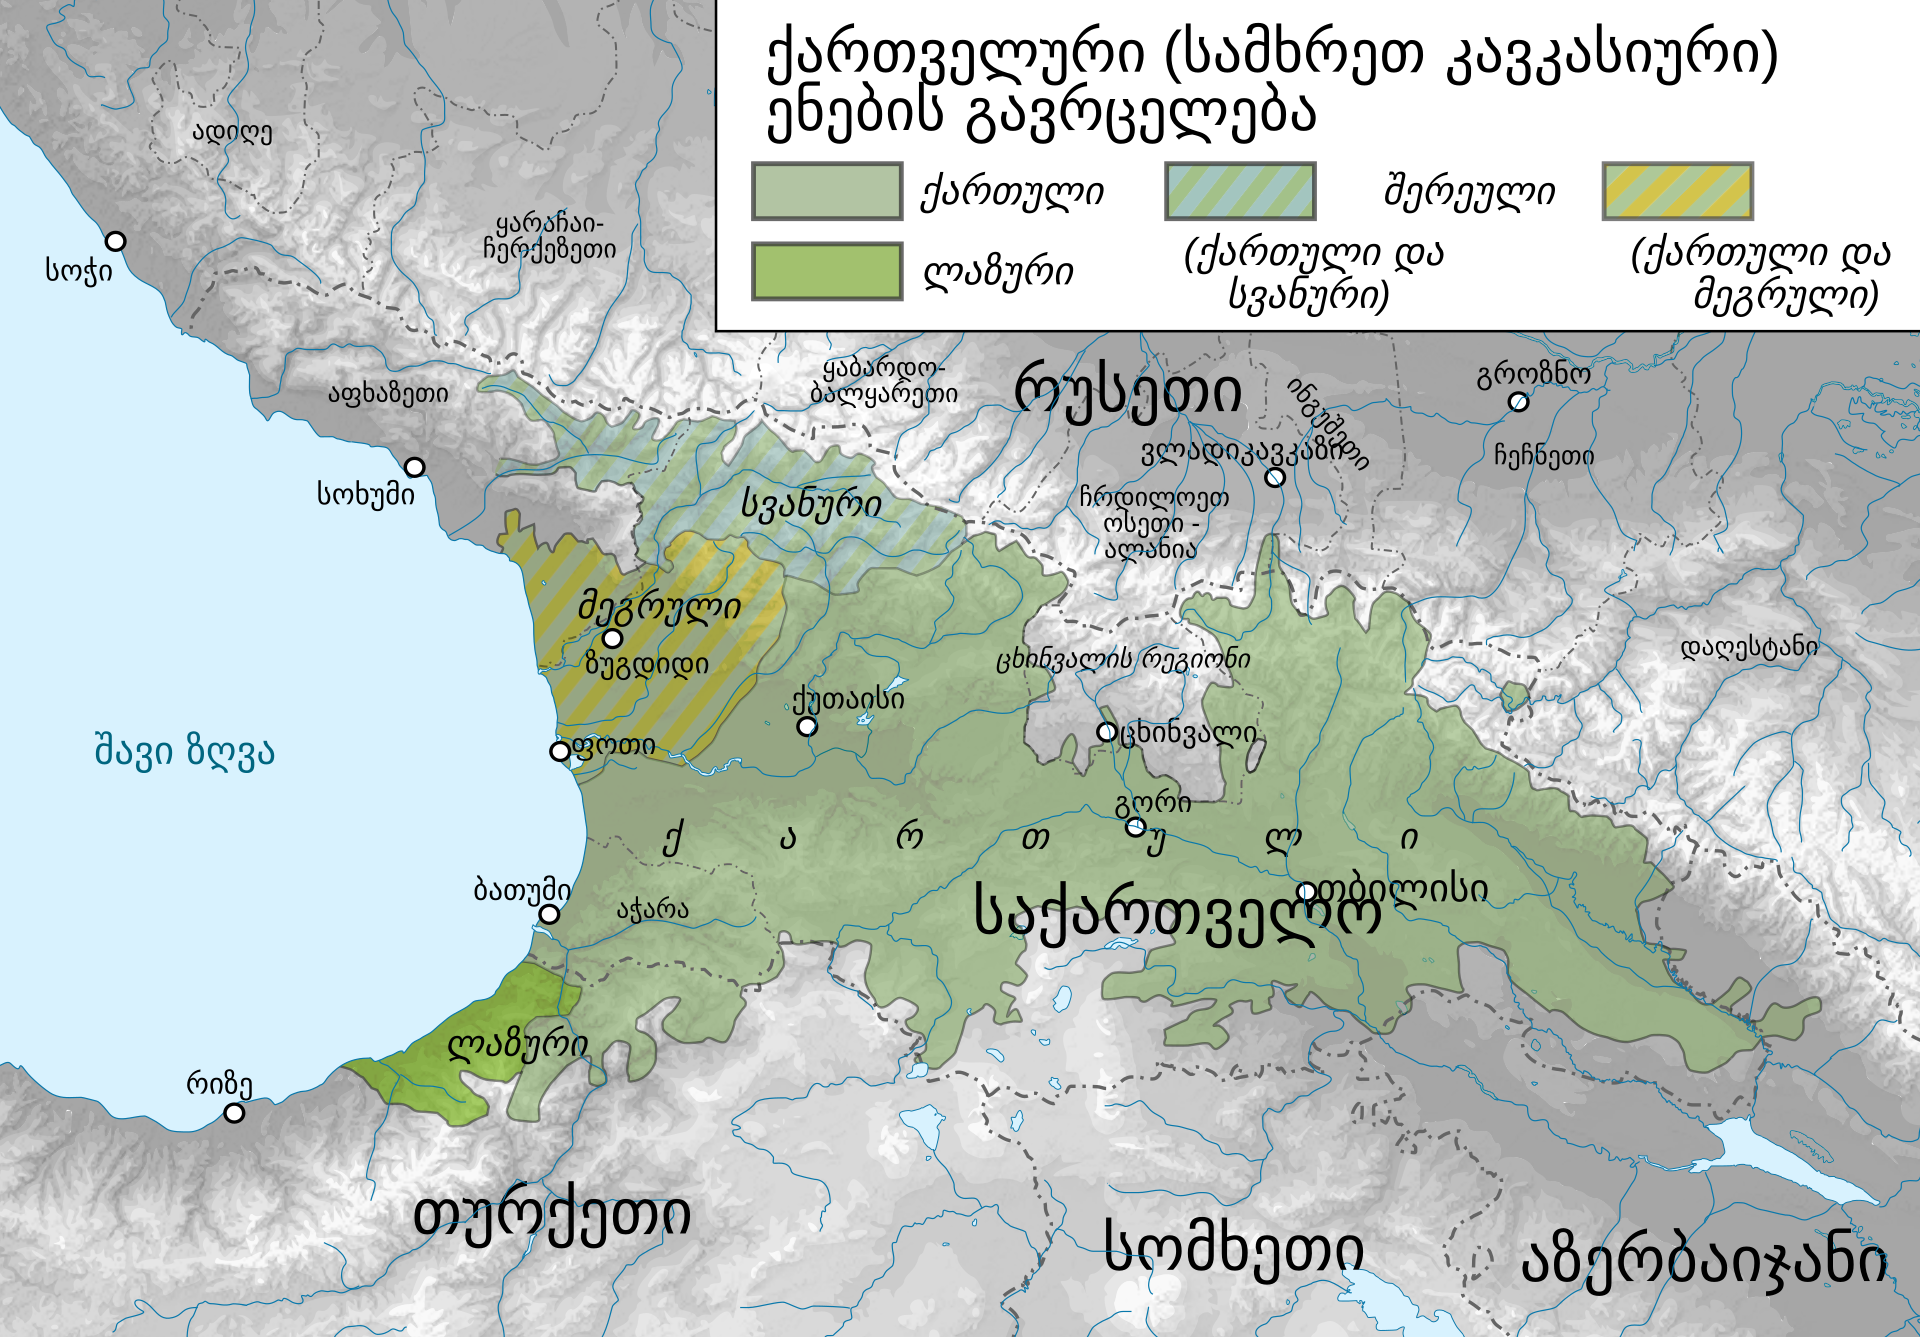 ქართველური (სამხრეთ კავკასიური)
ენების გავრცელება
ქართული
შერეული
ლაზური
(ქართული და
სვანური)
(ქართული და
მეგრული)
ადიღე
ყარაჩაი-
ჩერქეზეთი
სოჭი
აფხაზეთი
ყაბარდო-
ბალყარეთი
რუსეთი
ინგუშეთი
გროზნო
ვლადიკავკაზი
ჩეჩნეთი
სოხუმი
სვანური
ჩრდილოეთ
ოსეთი -
ალანია
მეგრული
ზუგდიდი
ცხინვალის რეგიონი
დაღესტანი
ქუთაისი
შავი ზღვა
ფოთი
ცხინვალი
გორი
ქ ა რ თ უ ლ ი
ბათუმი
აჭარა
საქართველო
თბილისი
ლაზური
რიზე
თურქეთი
სომხეთი
აზერბაიჯანი